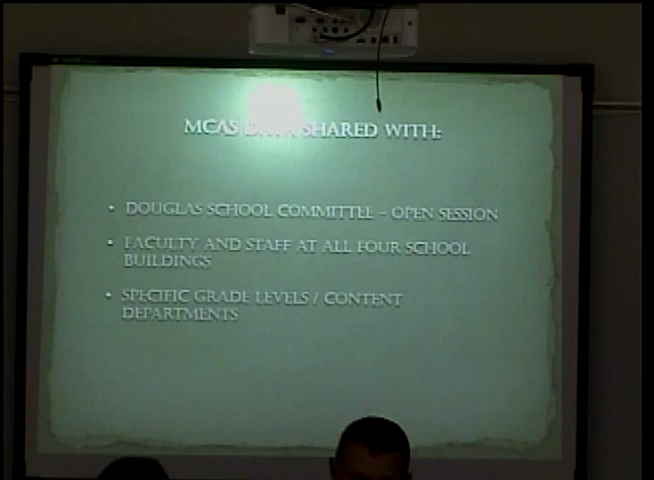 MCAS DATA SHARED WITH:
• DOUGLAS SCHOOL COMMITTEE – OPEN SESSION
• FACULTY AND STAFF AT ALL FOUR SCHOOL
BUILDINGS
• SPECIFIC GRADE LEVELS / CONTENT
DEPARTMENTS